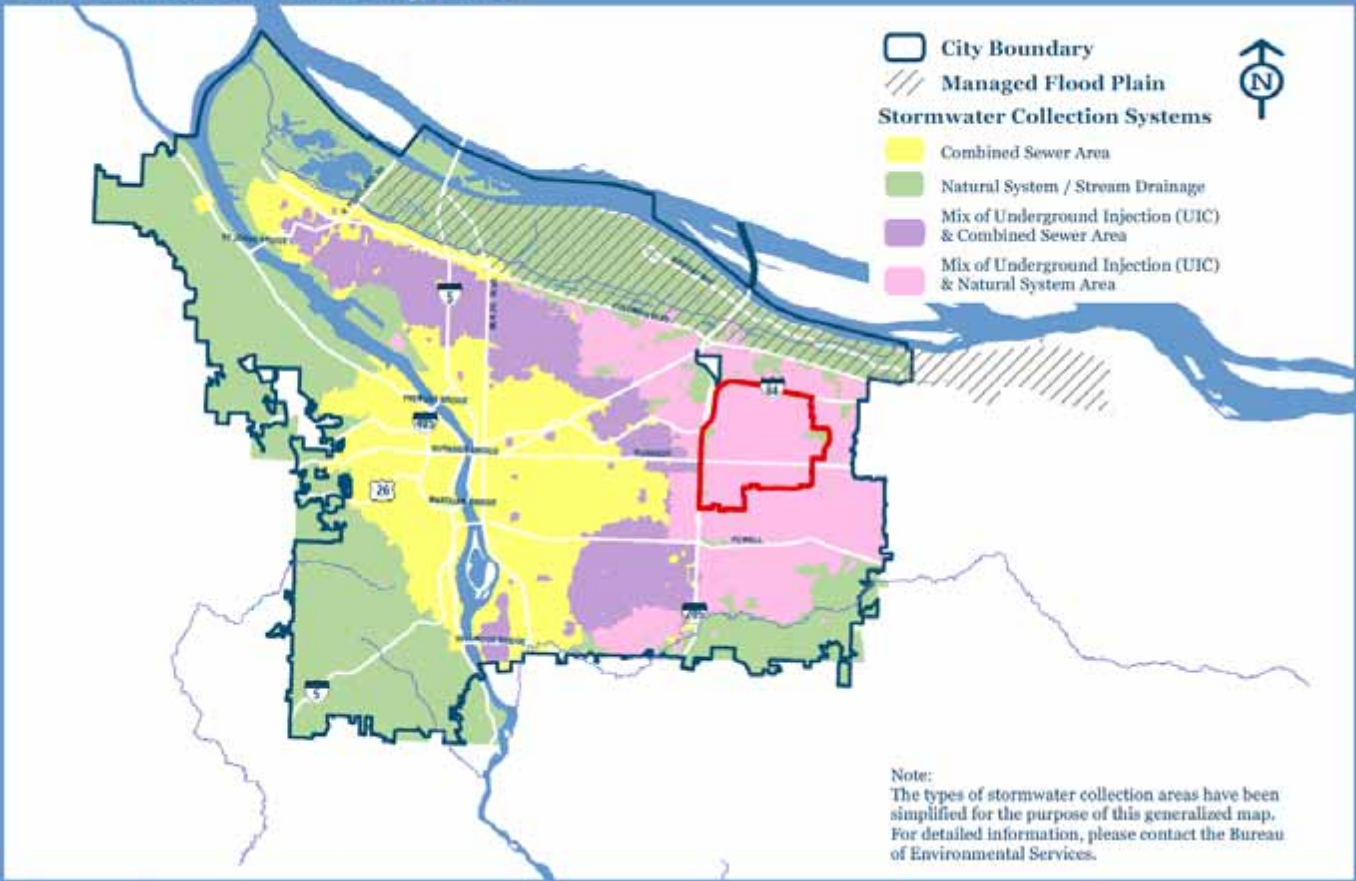 City Boundary
Managed Flood Plain
Stormwater Collection Systems
Combined Sewer Area
Natural System / Stream Drainage
Mix of Underground Injection (UIC)
& Combined Sewer Area
Mix of Underground Injection (UIC)
& Natural System Area
N
5
84
405
26
POWELL
205
5
Note:
The types of stormwater collection areas have been
simplified for the purpose of this generalized map.
For detailed information, please contact the Bureau
of Environmental Services.